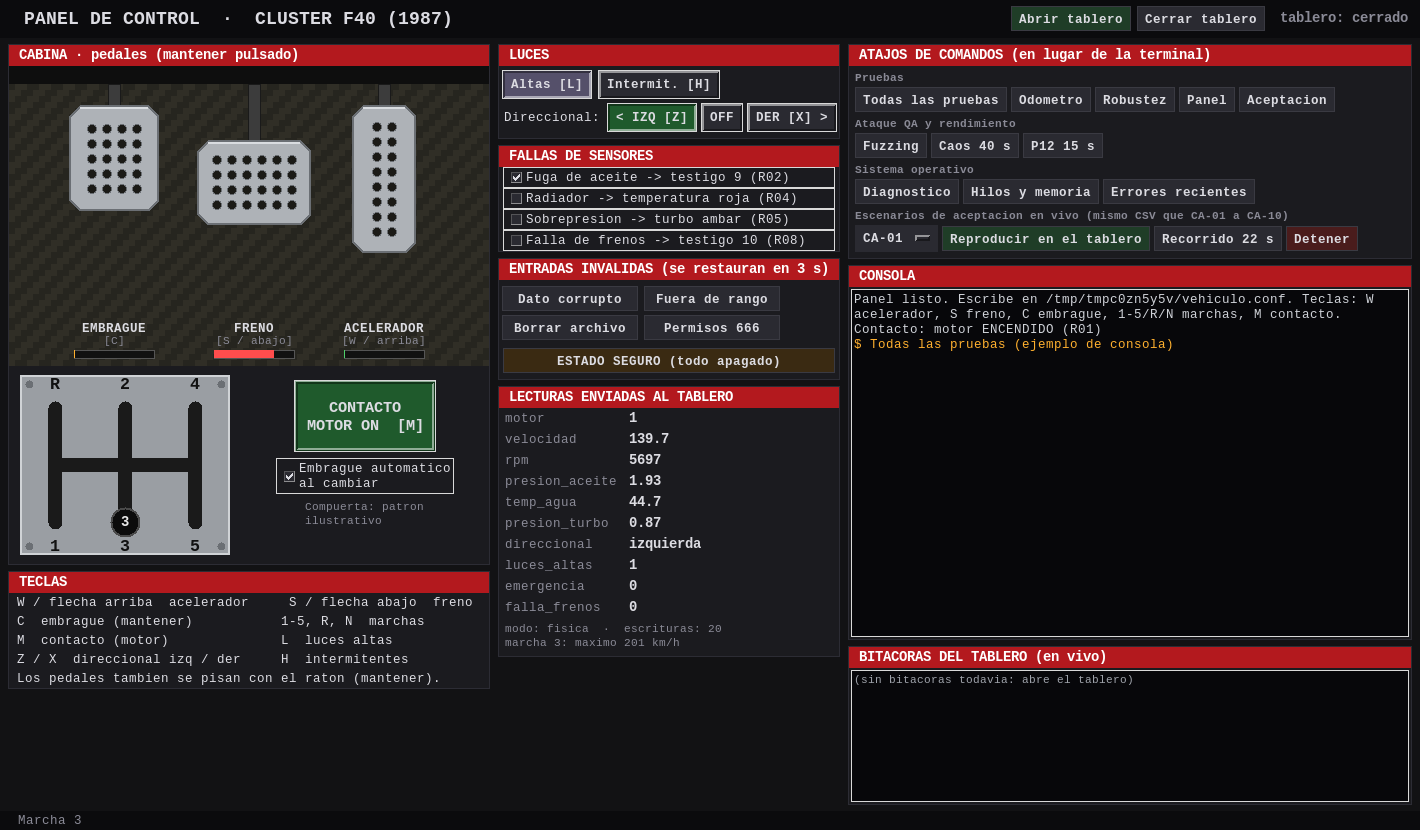 PANEL DE CONTROL  ·  CLUSTER F40 (1987)
Abrir tablero
Cerrar tablero
tablero: cerrado
CABINA · pedales (mantener pulsado)
EMBRAGUE
[C]
FRENO
[S / abajo]
ACELERADOR
[W / arriba]
R 2 4
3
1 3 5
CONTACTO
MOTOR ON [M]
Embrague automatico
al cambiar
Compuerta: patron
ilustrativo
TECLAS
W / flecha arriba  acelerador
S / flecha abajo  freno
C  embrague (mantener)
1-5, R, N  marchas
M  contacto (motor)
L  luces altas
Z / X  direccional izq / der
H  intermitentes
Los pedales tambien se pisan con el raton (mantener).
LUCES
Altas [L]
Intermit. [H]
Direccional:
< IZQ [Z]
OFF
DER [X] >
FALLAS DE SENSORES
Fuga de aceite -> testigo 9 (R02)
Radiador -> temperatura roja (R04)
Sobrepresion -> turbo ambar (R05)
Falla de frenos -> testigo 10 (R08)
ENTRADAS INVALIDAS (se restauran en 3 s)
Dato corrupto
Fuera de rango
Borrar archivo
Permisos 666
ESTADO SEGURO (todo apagado)
LECTURAS ENVIADAS AL TABLERO
motor 1
velocidad 139.7
rpm 5697
presion_aceite 1.93
temp_agua 44.7
presion_turbo 0.87
direccional izquierda
luces_altas 1
emergencia 0
falla_frenos 0
modo: fisica  ·  escrituras: 20
marcha 3: maximo 201 km/h
ATAJOS DE COMANDOS (en lugar de la terminal)
Pruebas
Todas las pruebas
Odometro
Robustez
Panel
Aceptacion
Ataque QA y rendimiento
Fuzzing
Caos 40 s
P12 15 s
Sistema operativo
Diagnostico
Hilos y memoria
Errores recientes
Escenarios de aceptacion en vivo (mismo CSV que CA-01 a CA-10)
CA-01
Reproducir en el tablero
Recorrido 22 s
Detener
CONSOLA
Panel listo. Escribe en /tmp/tmpc0zn5y5v/vehiculo.conf. Teclas: W
acelerador, S freno, C embrague, 1-5/R/N marchas, M contacto.
Contacto: motor ENCENDIDO (R01)
$ Todas las pruebas (ejemplo de consola)
BITACORAS DEL TABLERO (en vivo)
(sin bitacoras todavia: abre el tablero)
Marcha 3